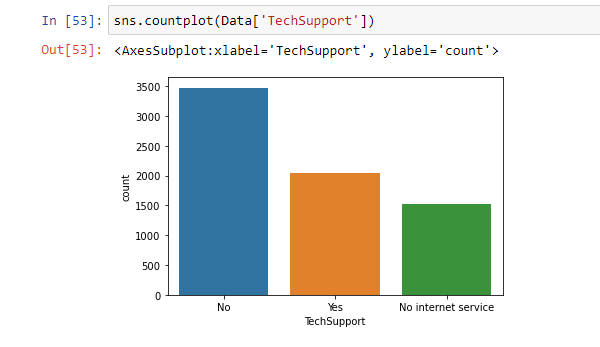 In [53]: sns.countplot(Data['TechSupport'])
Out[53]: <AxesSubplot:xlabel='TechSupport', ylabel='count'>
3500
3000
2500
2000
1500
1000
500
0
count
No Yes No internet service
TechSupport